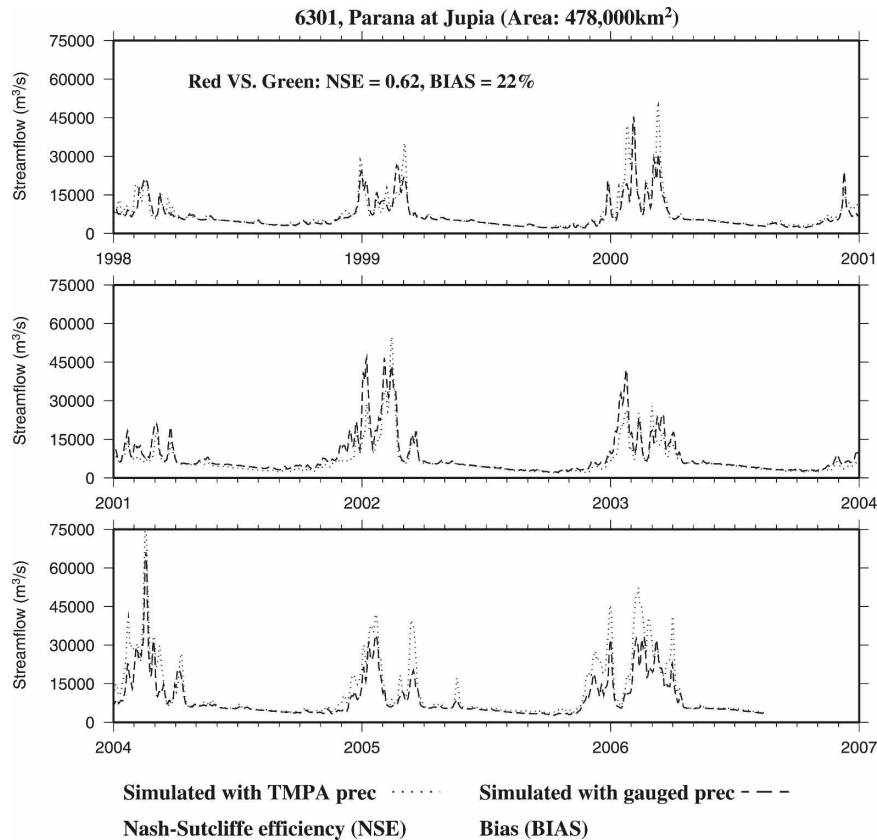 6301, Parana at Jupia (Area: 478,000km²)
75000
60000
45000
30000
15000
0
Streamflow (m³/s)
Red VS. Green: NSE = 0.62, BIAS = 22%
1998 1999 2000 2001
75000
60000
45000
30000
15000
0
Streamflow (m³/s)
2001 2002 2003 2004
75000
60000
45000
30000
15000
0
Streamflow (m³/s)
2004 2005 2006 2007
Simulated with TMPA prec Simulated with gauged prec
Nash-Sutcliffe efficiency (NSE) Bias (BIAS)